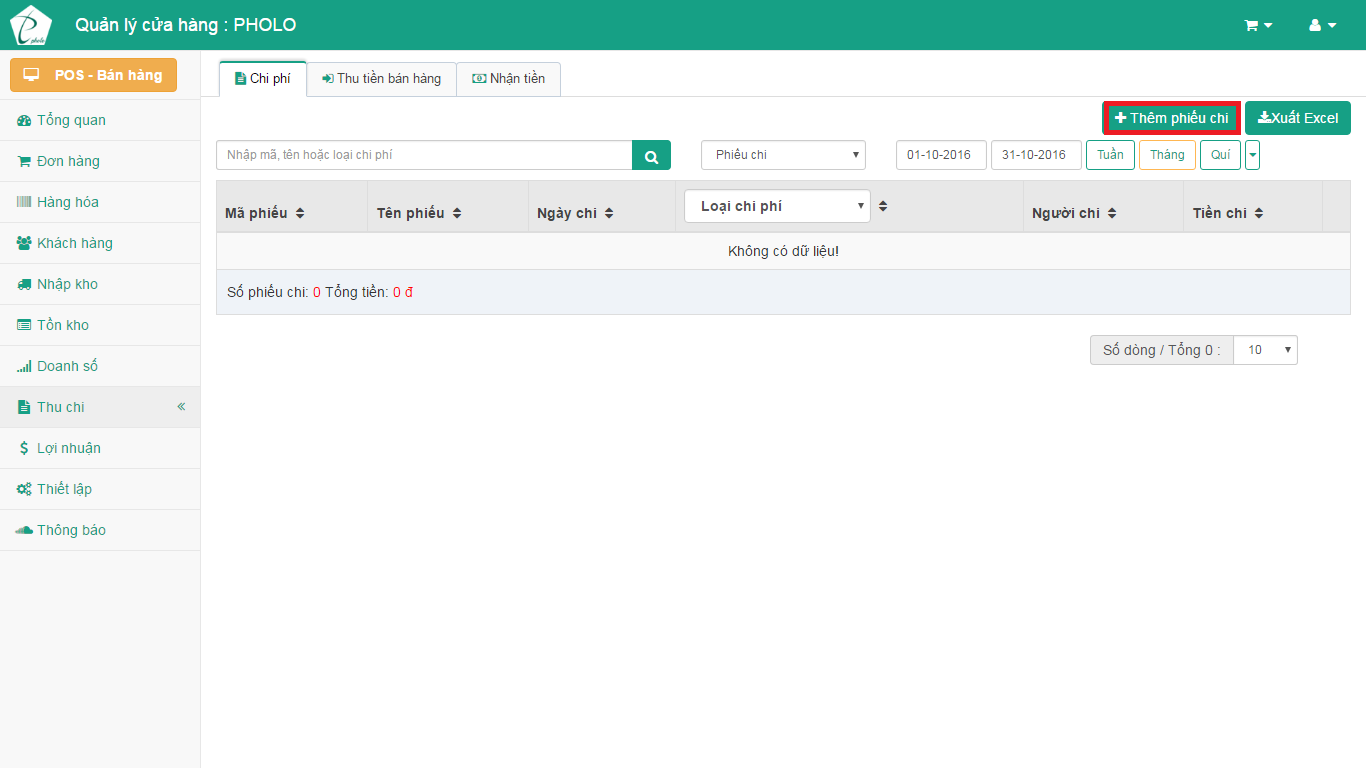 pholo
Quản lý cửa hàng : PHOLO
POS - Bán hàng
Tổng quan
Đơn hàng
Hàng hóa
Khách hàng
Nhập kho
Tồn kho
Doanh số
Thu chi
Lợi nhuận
Thiết lập
Thông báo
Chi phí Thu tiền bán hàng Nhận tiền
Thêm phiếu chi Xuất Excel
Nhập mã, tên hoặc loại chi phí Phiếu chi 01-10-2016 31-10-2016 Tuần Tháng Quí
Mã phiếu Tên phiếu Ngày chi Loại chi phí Người chi Tiền chi
Không có dữ liệu!
Số phiếu chi: 0 Tổng tiền: 0 đ
Số dòng / Tổng 0 : 10